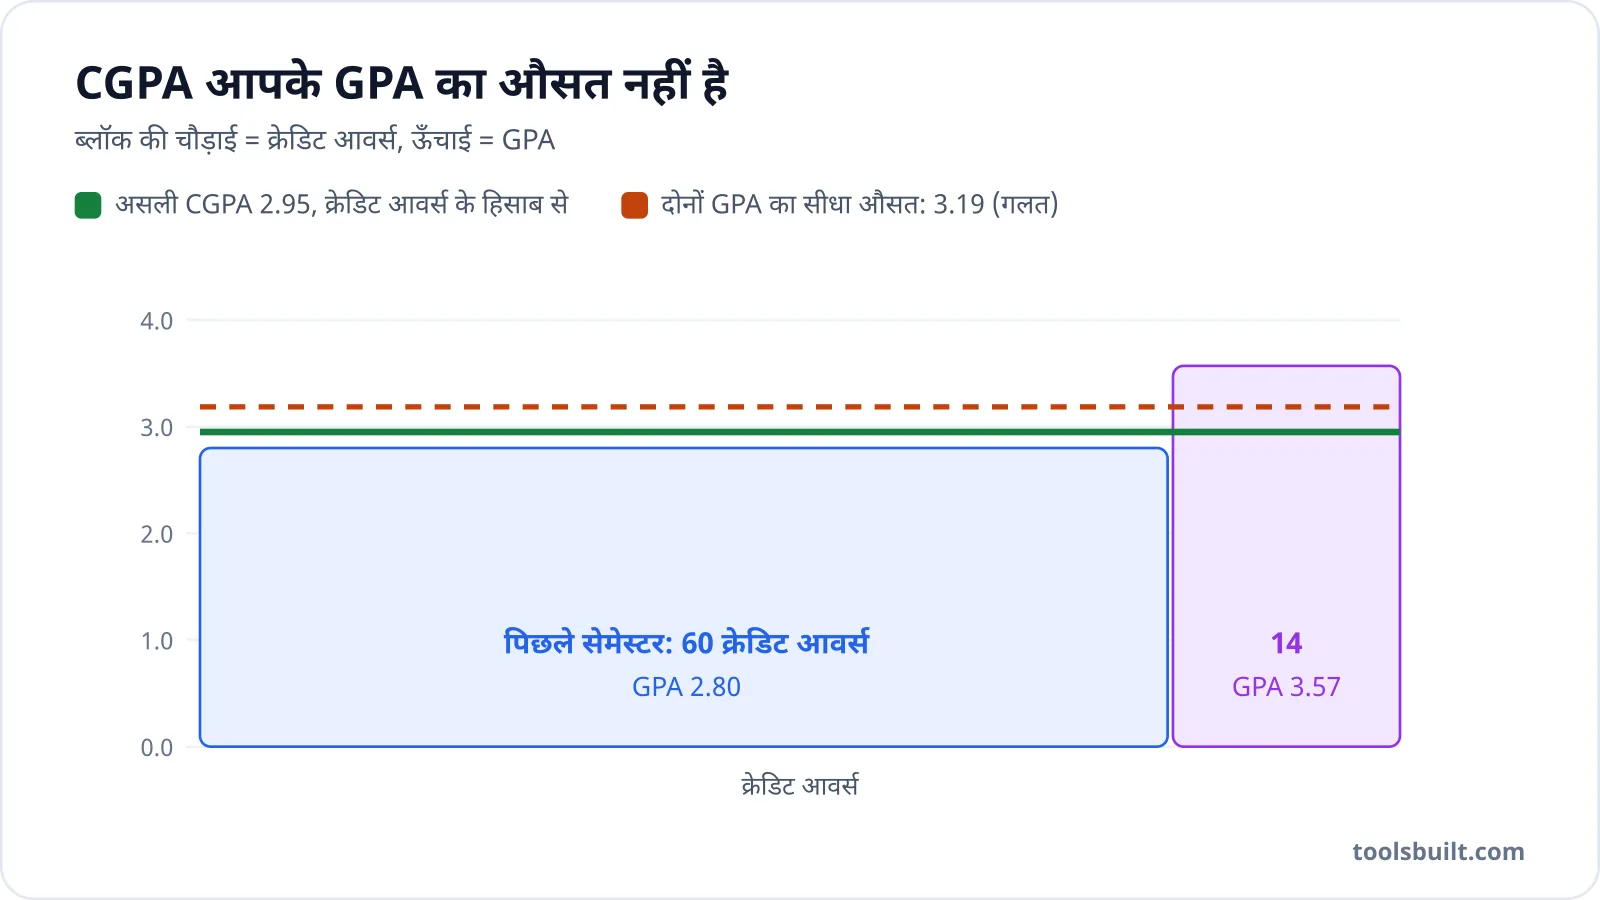 CGPA आपके GPA का औसत नहीं है
ब्लॉक की चौड़ाई = क्रेडिट आवर्स, ऊँचाई = GPA
असली CGPA 2.95, क्रेडिट आवर्स के हिसाब से
दोनों GPA का सीधा औसत: 3.19 (गलत)
4.0
3.0
2.0
1.0
0.0
पिछले सेमेस्टर: 60 क्रेडिट आवर्स
GPA 2.80
14
GPA 3.57
क्रेडिट आवर्स
toolsbuilt.com